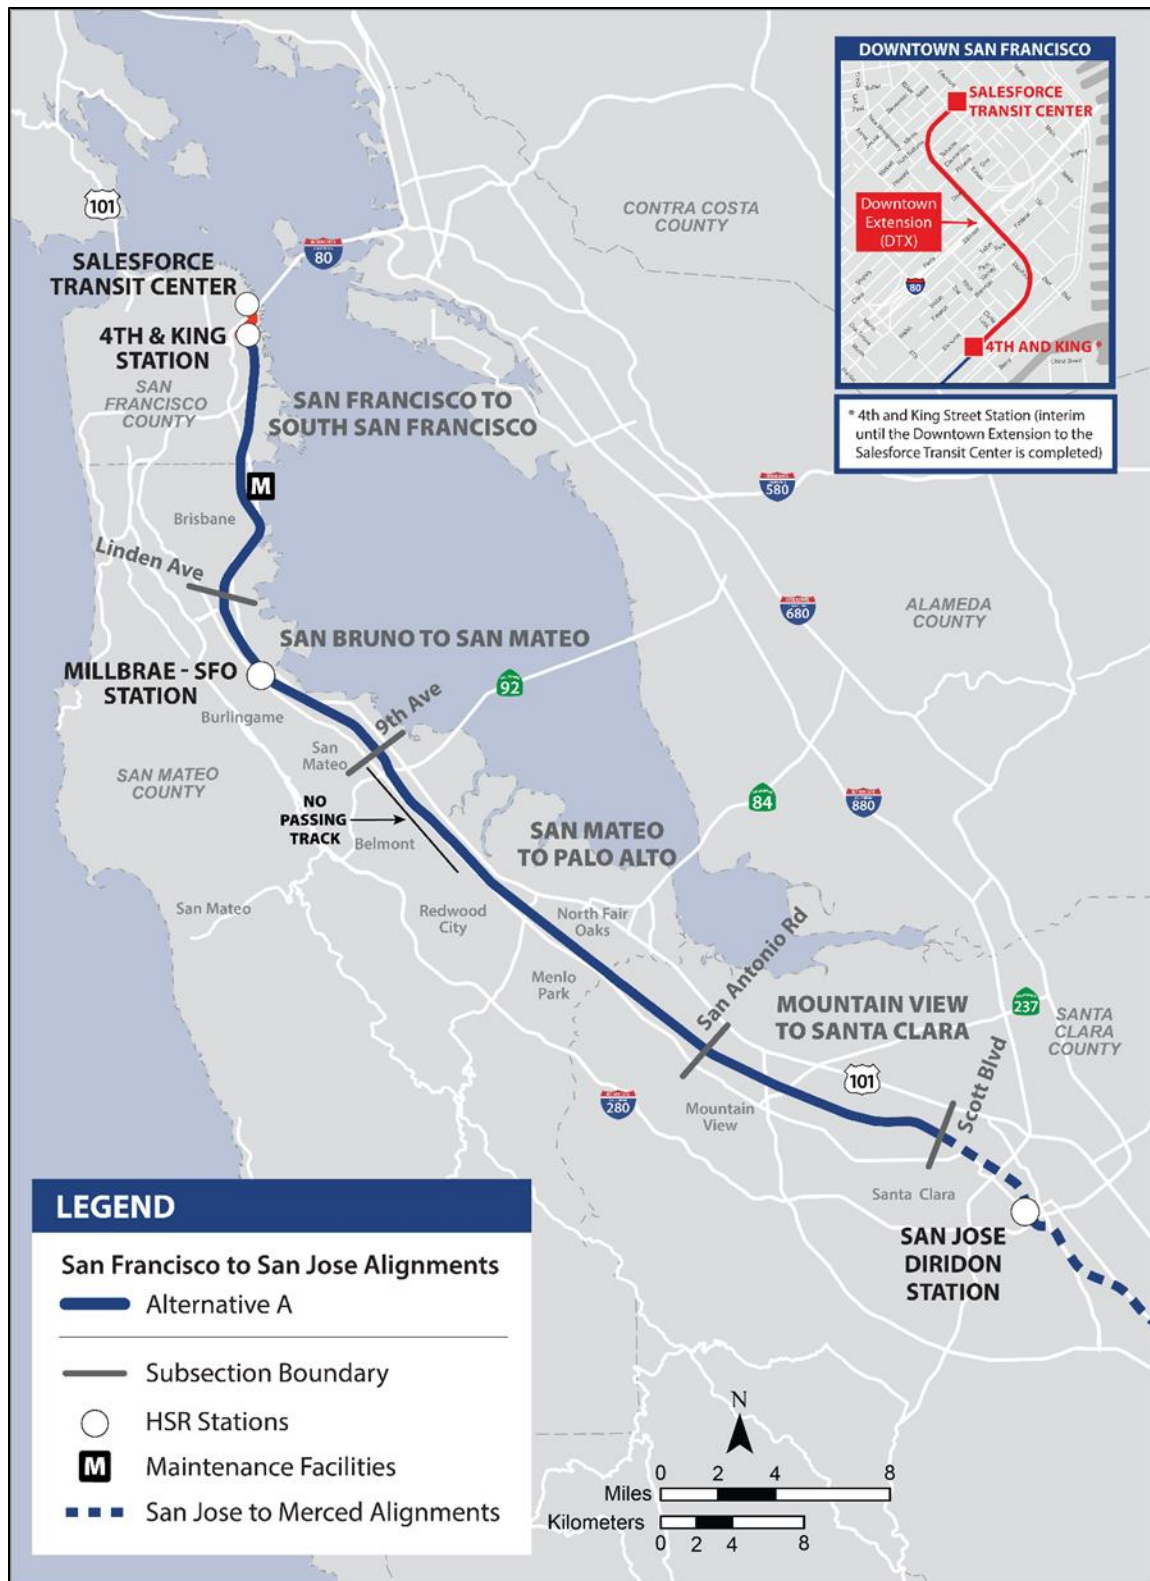 DOWNTOWN SAN FRANCISCO
SALESFORCE
TRANSIT CENTER
Downtown
Extension
(DTX)
80
4TH AND KING *
* 4th and King Street Station (interim
until the Downtown Extension to the
Salesforce Transit Center is completed)
101
CONTRA COSTA
COUNTY
80
SALESFORCE
TRANSIT CENTER
4TH & KING
STATION
SAN
FRANCISCO
COUNTY
SAN FRANCISCO TO
SOUTH SAN FRANCISCO
M
580
Brisbane
Linden Ave
680
ALAMEDA
COUNTY
SAN BRUNO TO SAN MATEO
MILLBRAE - SFO
STATION
92
Burlingame
9th Ave
San
Mateo
SAN MATEO
COUNTY
NO
PASSING
TRACK
Belmont
84
880
SAN MATEO
TO PALO ALTO
San Mateo
Redwood
City
North Fair
Oaks
Menlo
Park
San Antonio Rd
MOUNTAIN VIEW
TO SANTA CLARA
237
SANTA
CLARA
COUNTY
Scott Blvd
101
280
Mountain
View
Santa Clara
SAN JOSE
DIRIDON
STATION
LEGEND
San Francisco to San Jose Alignments
Alternative A
Subsection Boundary
HSR Stations
M Maintenance Facilities
San Jose to Merced Alignments
N
0 2 4 8
Miles
Kilometers
0 2 4 8